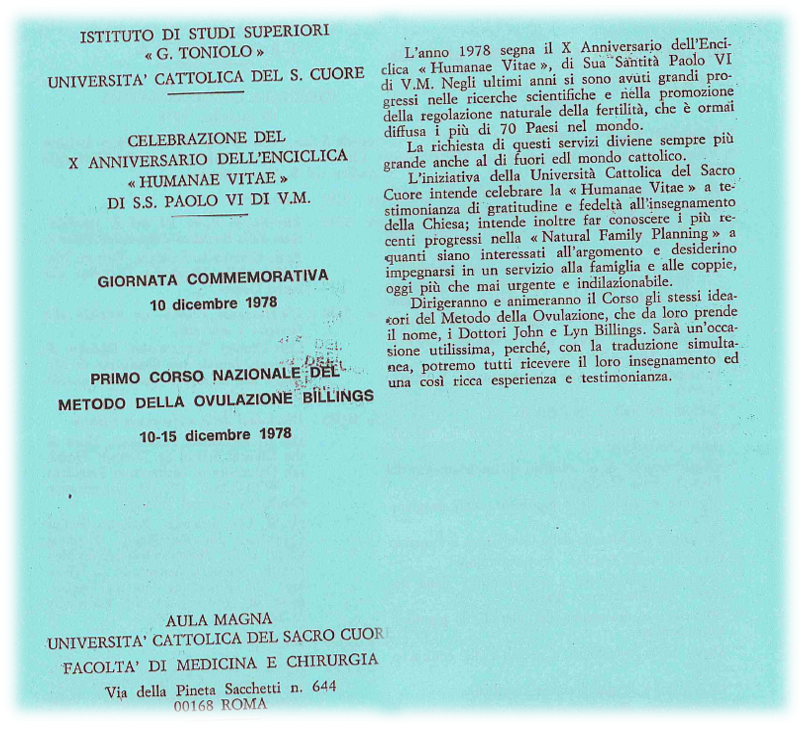 ISTITUTO DI STUDI SUPERIORI
« G. TONIOLO »
UNIVERSITA' CATTOLICA DEL S. CUORE
CELEBRAZIONE DEL
X ANNIVERSARIO DELL'ENCICLICA
« HUMANAE VITAE »
DI S.S. PAOLO VI DI V.M.
GIORNATA COMMEMORATIVA
10 dicembre 1978
PRIMO CORSO NAZIONALE DEL
METODO DELLA OVULAZIONE BILLINGS
10-15 dicembre 1978
AULA MAGNA
UNIVERSITA' CATTOLICA DEL SACRO CUOR
FACOLTA' DI MEDICINA E CHIRURGIA
Via della Pineta Sacchetti n. 644
00168 ROMA
L'anno 1978 segna il X Anniversario dell'Enci-
clica « Humanae Vitae », di Sua Santità Paolo VI
di V.M. Negli ultimi anni si sono avuti grandi pro-
gressi nelle ricerche scientifiche e nella promozione
della regolazione naturale della fertilità, che è ormai
diffusa i più di 70 Paesi nel mondo.
La richiesta di questi servizi diviene sempre più
grande anche al di fuori edl mondo cattolico.
L'iniziativa della Università Cattolica del Sacro
Cuore intende celebrare la « Humanae Vitae » a te-
stimonianza di gratitudine e fedeltà all'insegnamento
della Chiesa; intende inoltre far conoscere i più re-
centi progressi nella « Natural Family Planning » a
quanti siano interessati all'argomento e desiderino
impegnarsi in un servizio alla famiglia e alle coppie,
oggi più che mai urgente e indilazionabile.
Dirigeranno e animeranno il Corso gli stessi idea-
tori del Metodo della Ovulazione, che da loro prende
il nome, i Dottori John e Lyn Billings. Sarà un'occa-
sione utilissima, perché, con la traduzione simulta-
nea, potremo tutti ricevere il loro insegnamento ed
una così ricca esperienza e testimonianza.